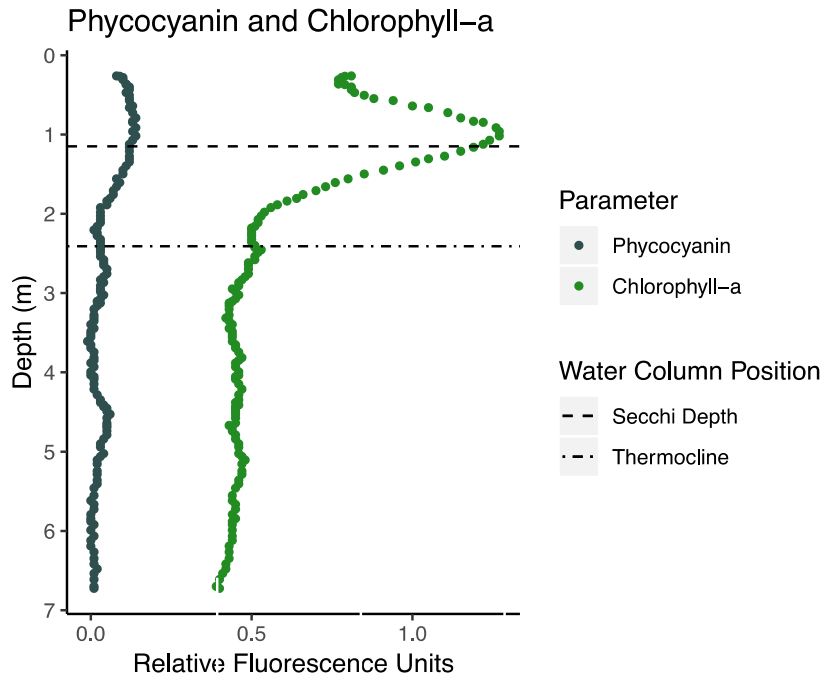 Phycocyanin and Chlorophyll−a
0
1
2
3
4
5
6
7
Depth (m)
0.0
0.5
1.0
Relative Fluorescence Units
Parameter
Phycocyanin
Chlorophyll−a
Water Column Position
Secchi Depth
Thermocline